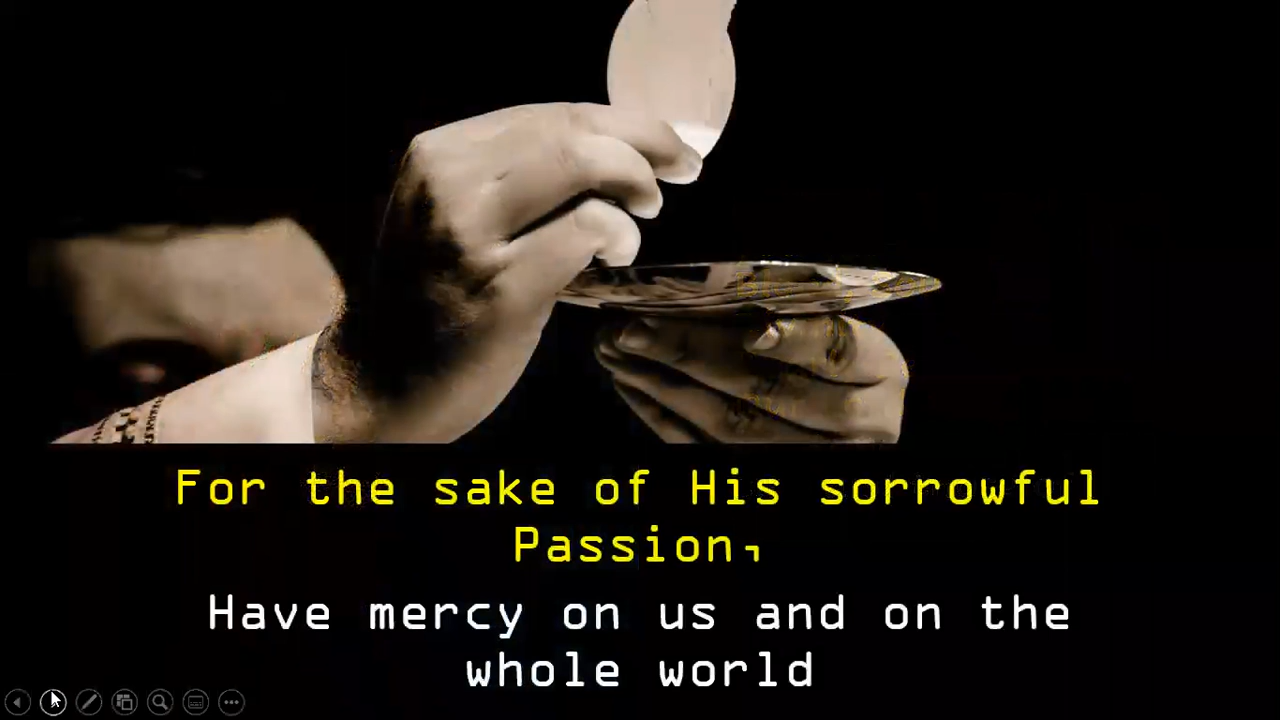 For the sake of His sorrowful
Passion,
Have mercy on us and on the
whole world